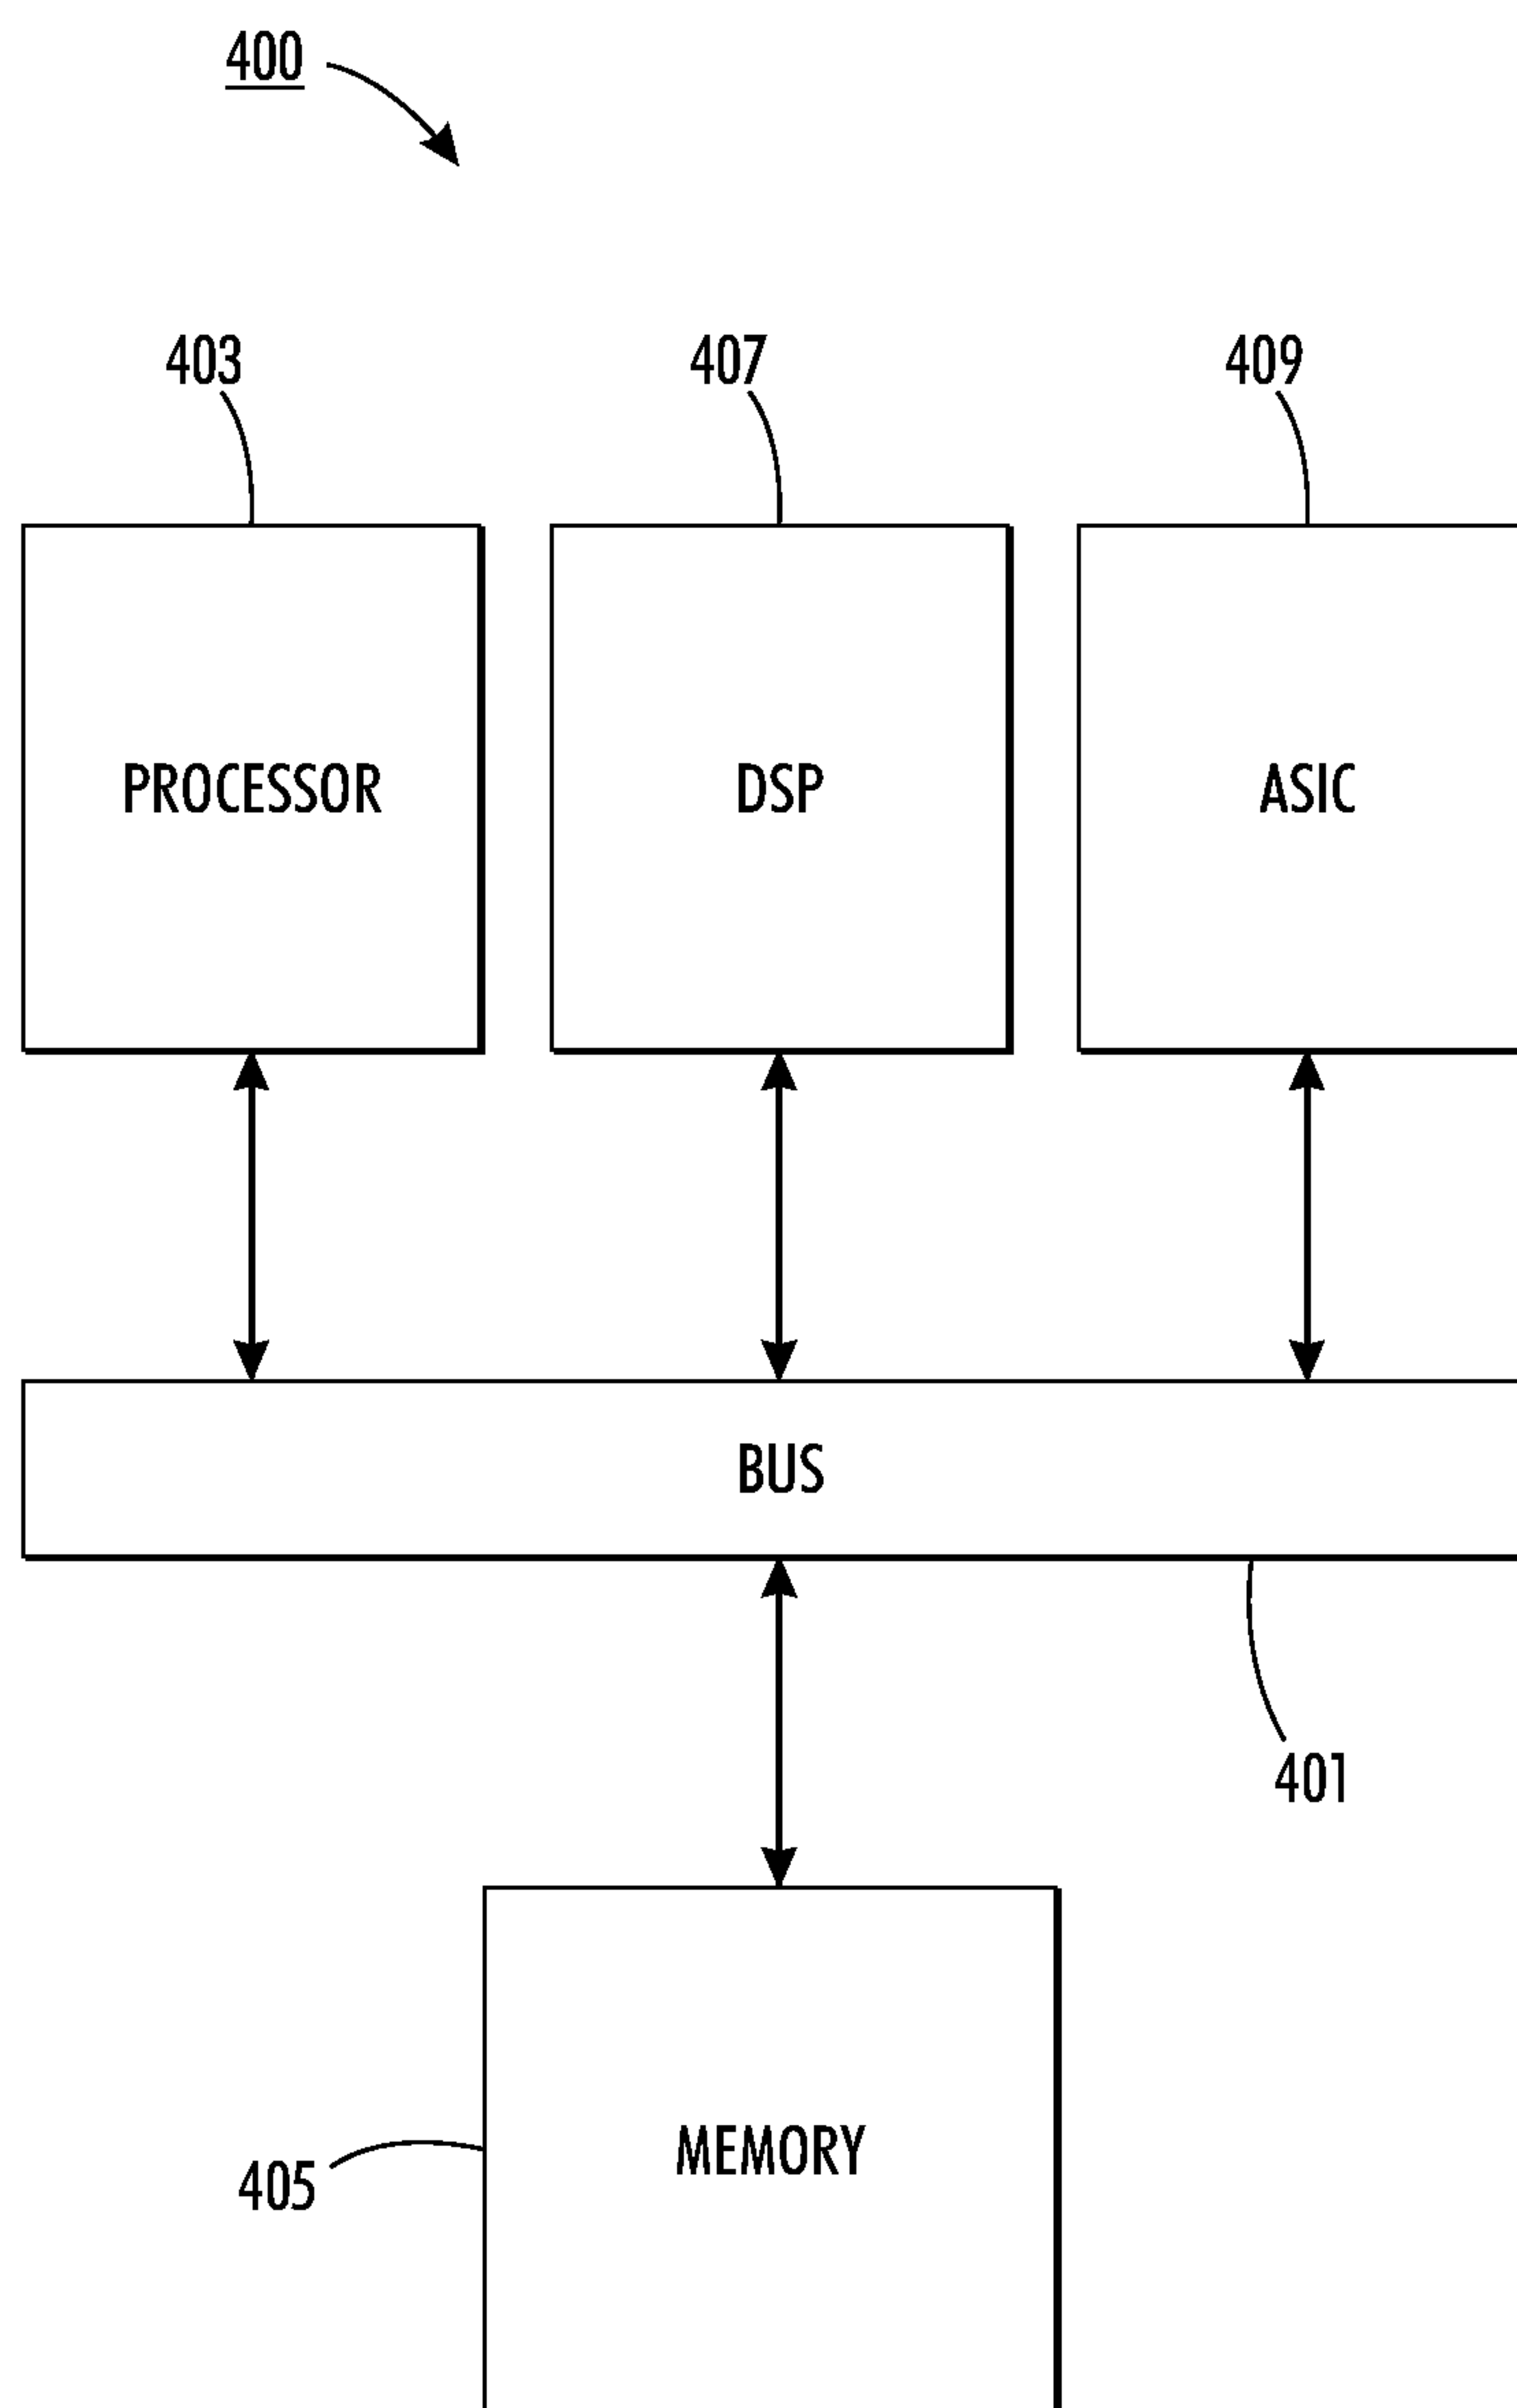 400
403
407
409
PROCESSOR
DSP
ASIC
BUS
401
MEMORY
405